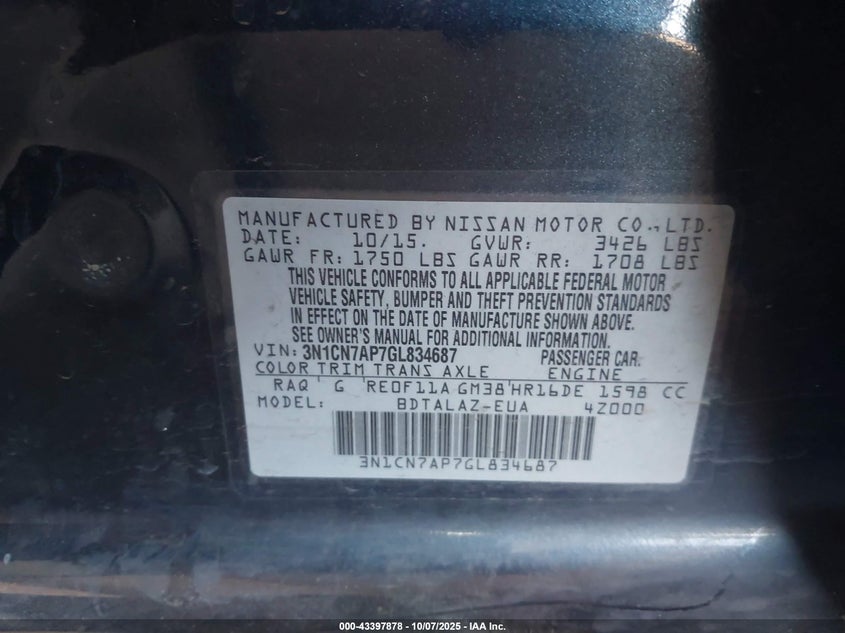 MANUFACTURED BY NISSAN MOTOR CO., LTD.
DATE: 10/15. GVWR: 3426 LBS
GAWR FR: 1750 LBS GAWR RR: 1708 LBS
THIS VEHICLE CONFORMS TO ALL APPLICABLE FEDERAL MOTOR
VEHICLE SAFETY, BUMPER AND THEFT PREVENTION STANDARDS
IN EFFECT ON THE DATE OF MANUFACTURE SHOWN ABOVE.
SEE OWNER'S MANUAL FOR ADDITIONAL INFORMATION.
VIN: 3N1CN7AP7GL834687 PASSENGER CAR.
COLOR TRIM TRANS AXLE ENGINE
RAQ G RE0F11A GM38 HR16DE 1598 CC
MODEL: BDTALAZ-EUA 4Z000
3N1CN7AP7GL834687
000-43397878 - 10/07/2025 - IAA Inc.